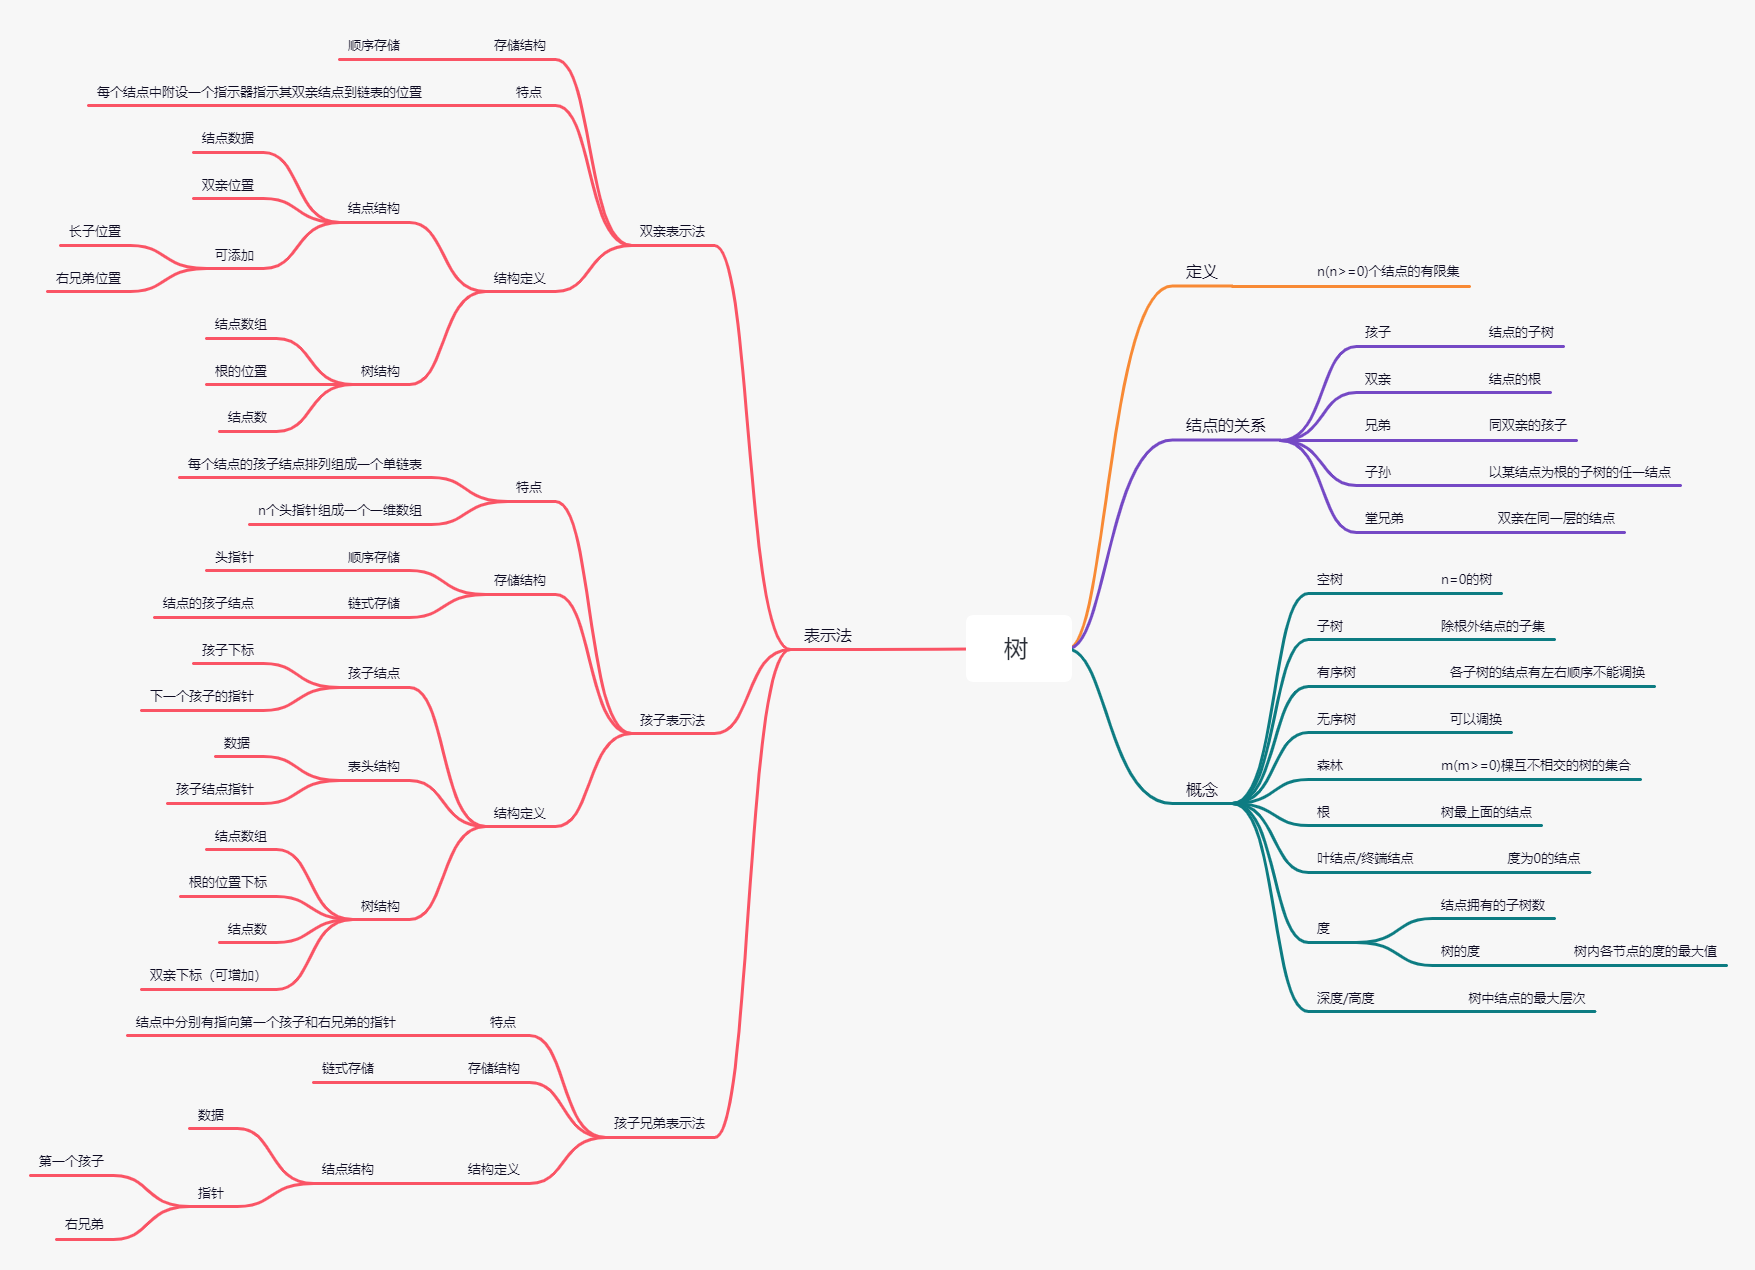 树
定义
n(n>=0)个结点的有限集
结点的关系
孩子
结点的子树
双亲
结点的根
兄弟
同双亲的孩子
子孙
以某结点为根的子树的任一结点
堂兄弟
双亲在同一层的结点
概念
空树
n=0的树
子树
除根外结点的子集
有序树
各子树的结点有左右顺序不能调换
无序树
可以调换
森林
m(m>=0)棵互不相交的树的集合
根
树最上面的结点
叶结点/终端结点
度为0的结点
度
结点拥有的子树数
树的度
树内各节点的度的最大值
深度/高度
树中结点的最大层次
表示法
双亲表示法
存储结构
顺序存储
特点
每个结点中附设一个指示器指示其双亲结点到链表的位置
结构定义
结点结构
结点数据
双亲位置
可添加
长子位置
右兄弟位置
树结构
结点数组
根的位置
结点数
孩子表示法
特点
每个结点的孩子结点排列组成一个单链表
n个头指针组成一个一维数组
存储结构
顺序存储
头指针
链式存储
结点的孩子结点
结构定义
孩子结点
孩子下标
下一个孩子的指针
表头结构
数据
孩子结点指针
树结构
结点数组
根的位置下标
结点数
双亲下标（可增加）
孩子兄弟表示法
特点
结点中分别有指向第一个孩子和右兄弟的指针
存储结构
链式存储
结构定义
结点结构
数据
指针
第一个孩子
右兄弟